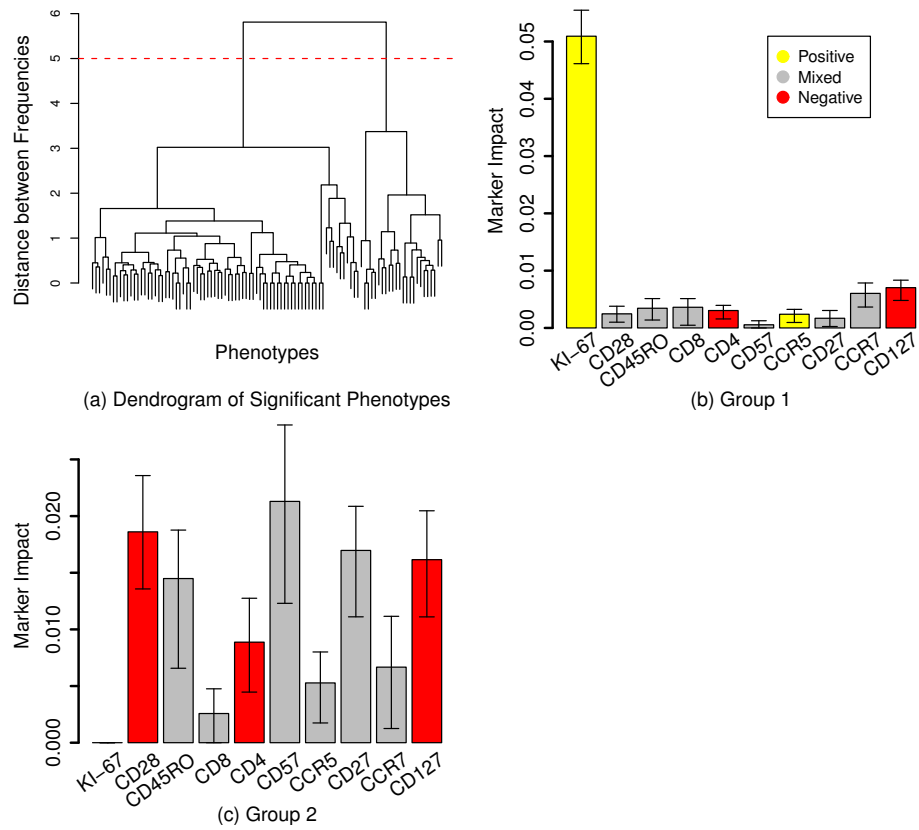 Distance between Frequencies
6
5
4
3
2
1
0
Phenotypes
(a) Dendrogram of Significant Phenotypes
Marker Impact
0.05
0.04
0.03
0.02
0.01
0.00
Positive
Mixed
Negative
KI−67
CD28
CD45RO
CD8
CD4
CD57
CCR5
CD27
CCR7
CD127
(b) Group 1
Marker Impact
0.020
0.010
0.000
KI−67
CD28
CD45RO
CD8
CD4
CD57
CCR5
CD27
CCR7
CD127
(c) Group 2